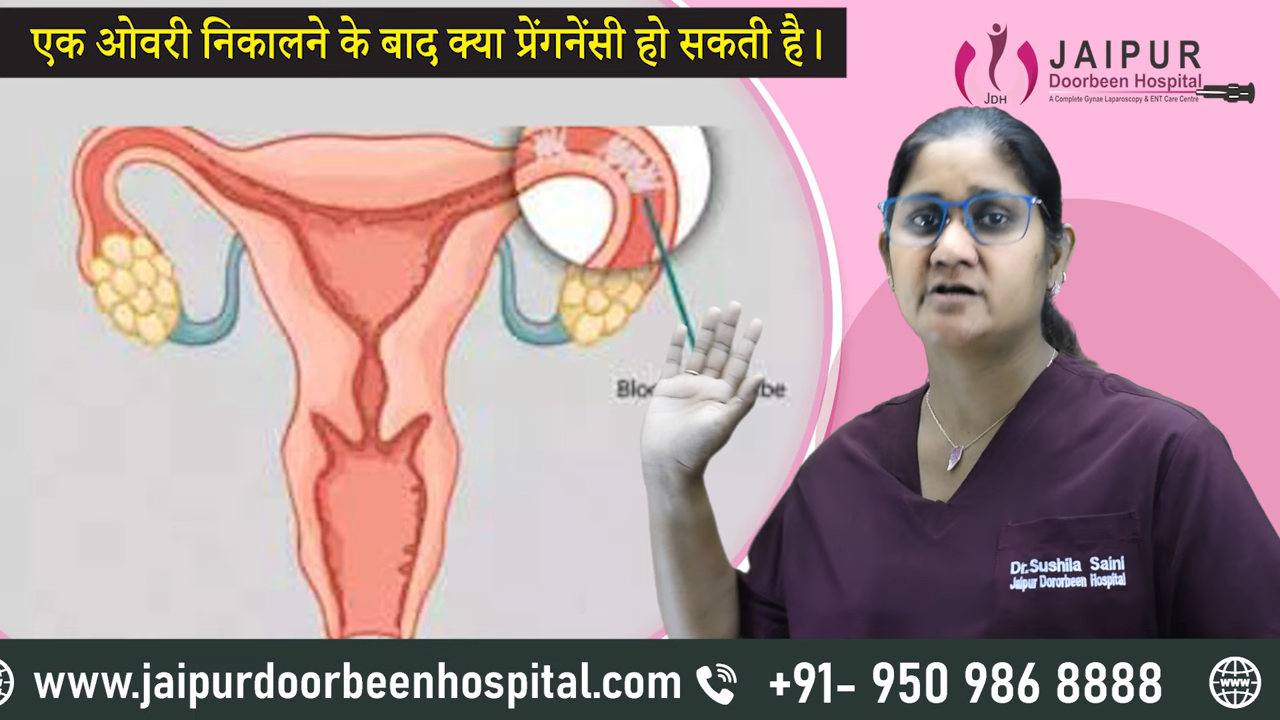 एक ओवरी निकालने के बाद क्या प्रेंगनेंसी हो सकती है।
JDH
JAIPUR
Doorbeen Hospital
A Complete Gynae Laparoscopy & ENT Care Centre
Dr.Sushila Saini
Jaipur Dororbeen Hospital
www.jaipurdoorbeenhospital.com
+91- 950 986 8888
www